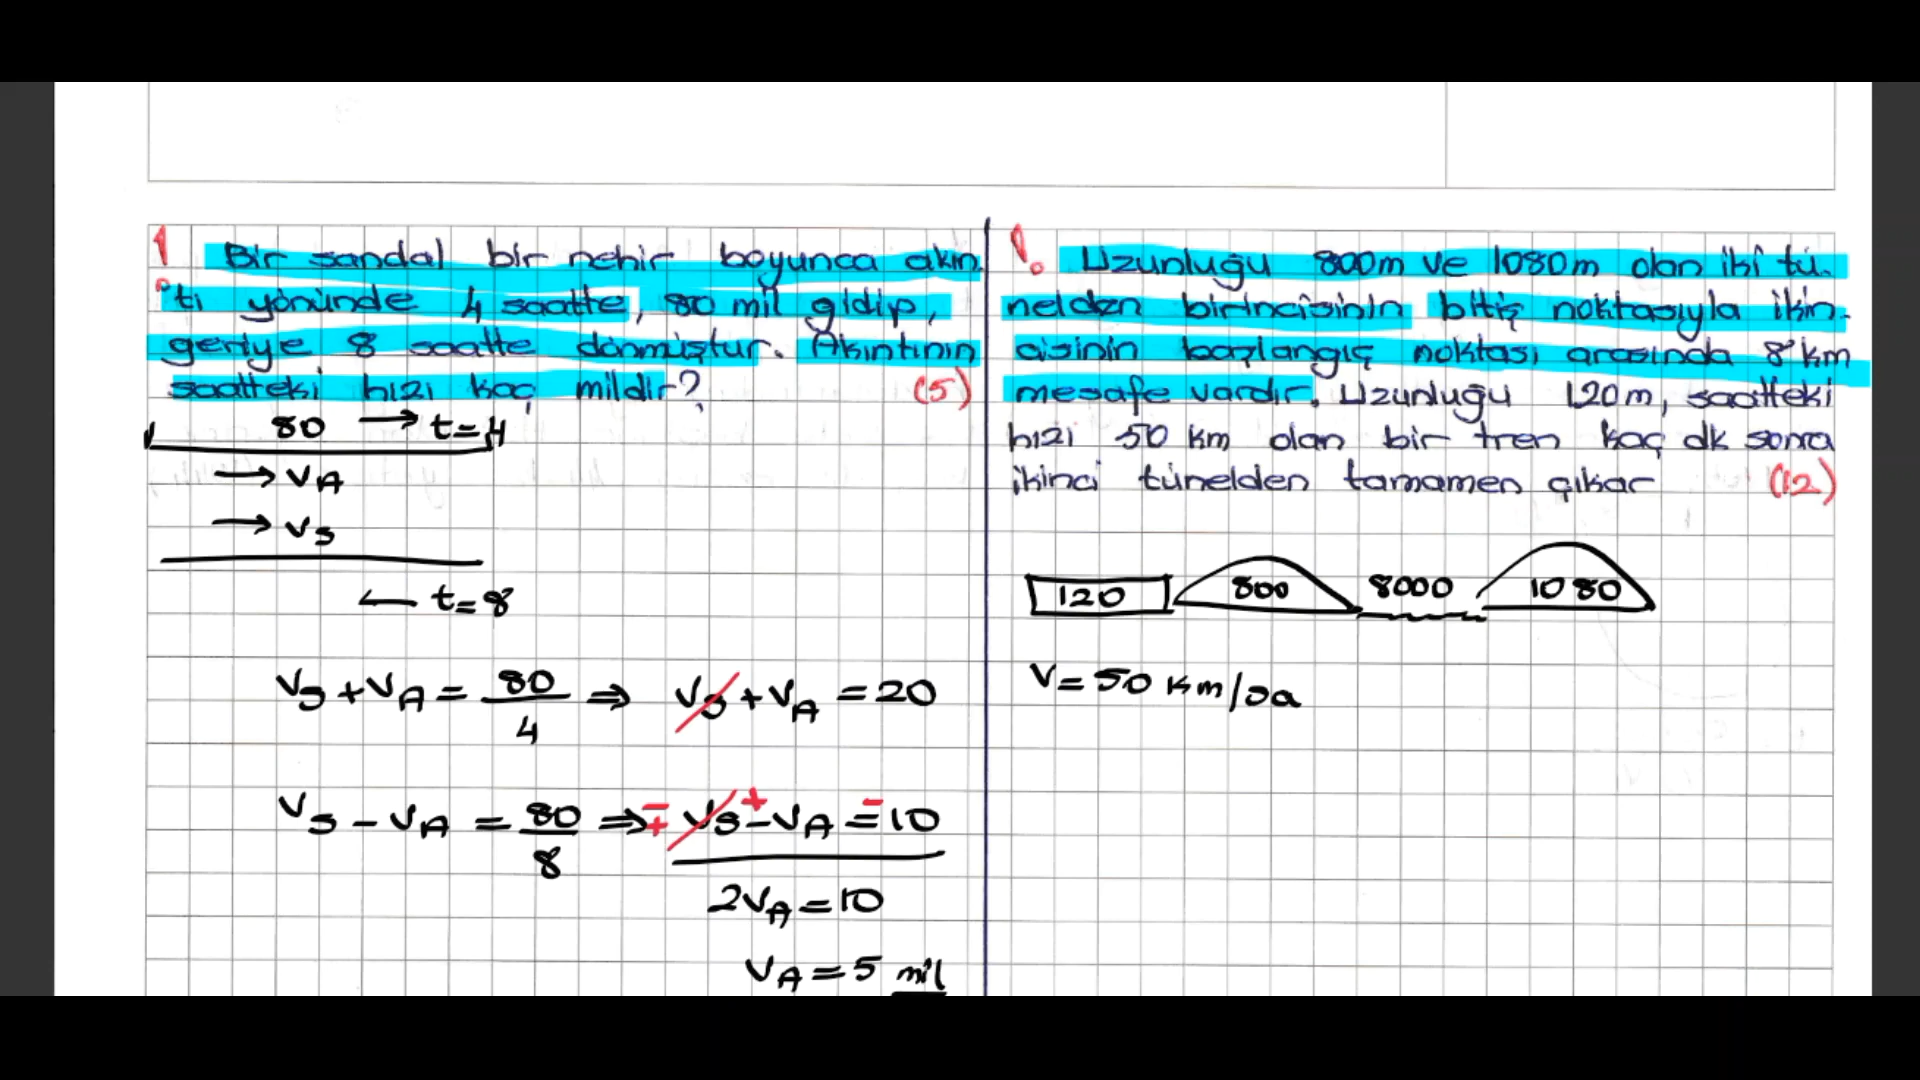 Bir sandal bir nehir boyunca akın.
tı yönünde 4 saatte, 80 mil gidip,
geriye 8 saatte dönmüştür. Akıntının
saatteki hızı kaç mildir? (5)
80 → t=4
→ VA
→ VS
← t=8
VS + VA = 80/4 ⇒ VS + VA = 20
VS - VA = 80/8 ⇒ VS - VA = 10
2VA = 10
VA = 5 mil
Uzunluğu 800m ve 1080m olan iki tü.
nelden birincisinin bitiş noktasıyla ikin.
cisinin başlangıç noktası arasında 8 km
mesafe vardır. Uzunluğu 120m, saatteki
hızı 50 km olan bir tren kaç dk sonra
ikinci tünelden tamamen çıkar (12)
120 800 8000 1080
V = 50 km/sa